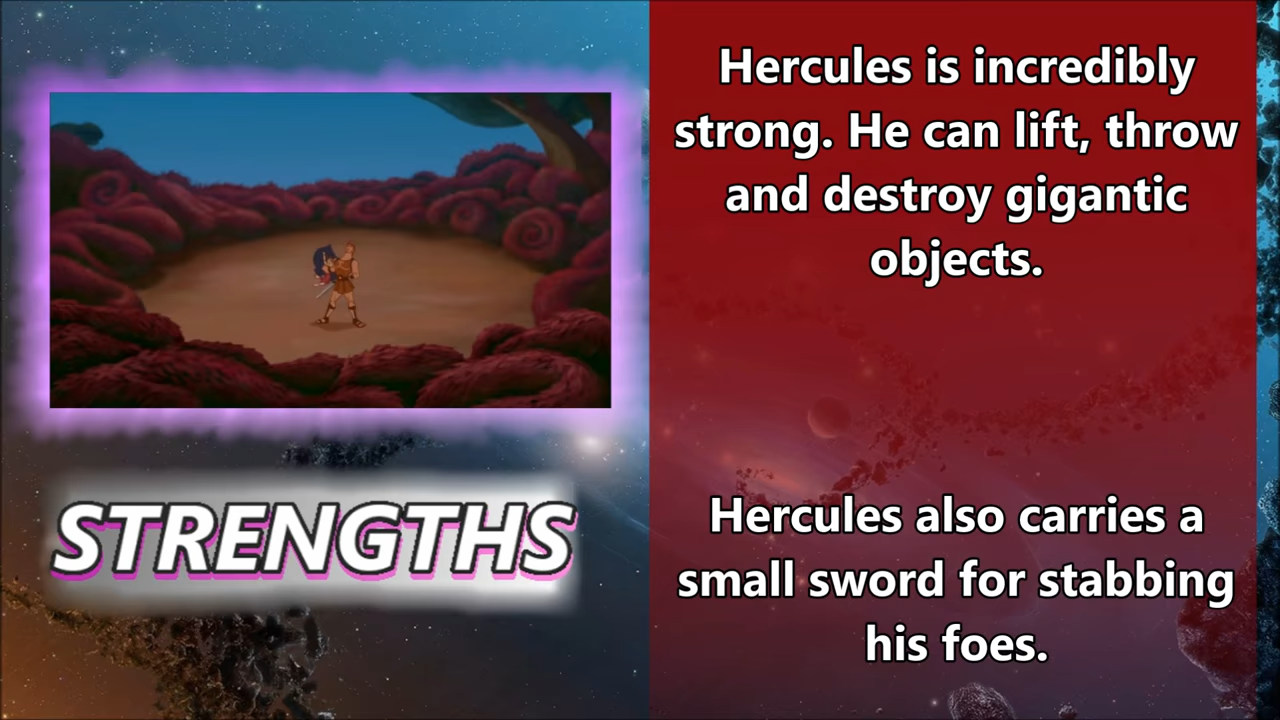 STRENGTHS
Hercules is incredibly
strong. He can lift, throw
and destroy gigantic
objects.
Hercules also carries a
small sword for stabbing
his foes.